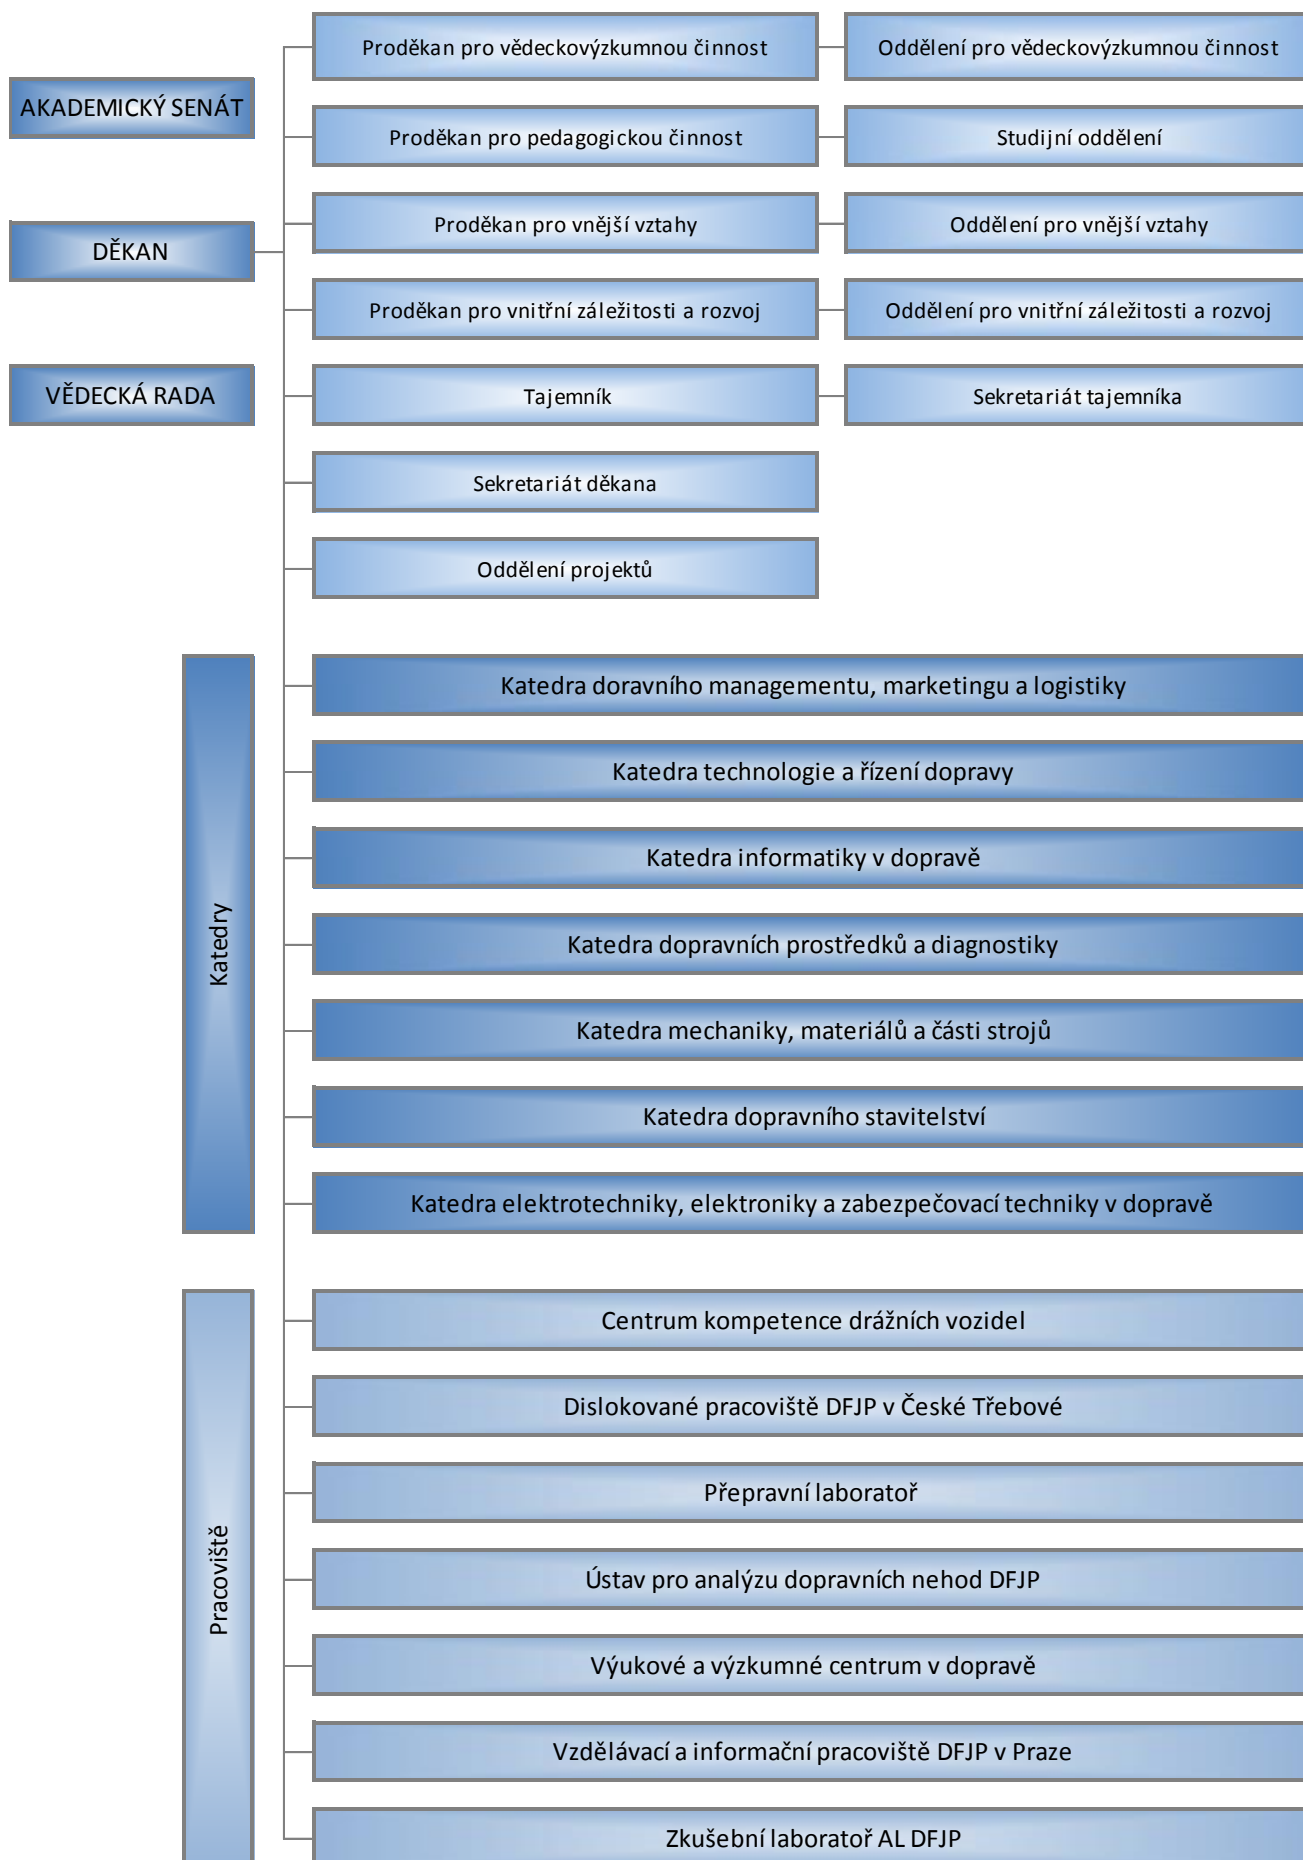 Proděkan pro vědeckovýzkumnou činnost
Oddělení pro vědeckovýzkumnou činnost
AKADEMICKÝ SENÁT
Proděkan pro pedagogickou činnost
Studijní oddělení
Proděkan pro vnější vztahy
Oddělení pro vnější vztahy
DĚKAN
Proděkan pro vnitřní záležitosti a rozvoj
Oddělení pro vnitřní záležitosti a rozvoj
VĚDECKÁ RADA
Tajemník
Sekretariát tajemníka
Sekretariát děkana
Oddělení projektů
Katedry
Katedra doravního managementu, marketingu a logistiky
Katedra technologie a řízení dopravy
Katedra informatiky v dopravě
Katedra dopravních prostředků a diagnostiky
Katedra mechaniky, materiálů a části strojů
Katedra dopravního stavitelství
Katedra elektrotechniky, elektroniky a zabezpečovací techniky v dopravě
Pracoviště
Centrum kompetence drážních vozidel
Dislokované pracoviště DFJP v České Třebové
Přepravní laboratoř
Ústav pro analýzu dopravních nehod DFJP
Výukové a výzkumné centrum v dopravě
Vzdělávací a informační pracoviště DFJP v Praze
Zkušební laboratoř AL DFJP